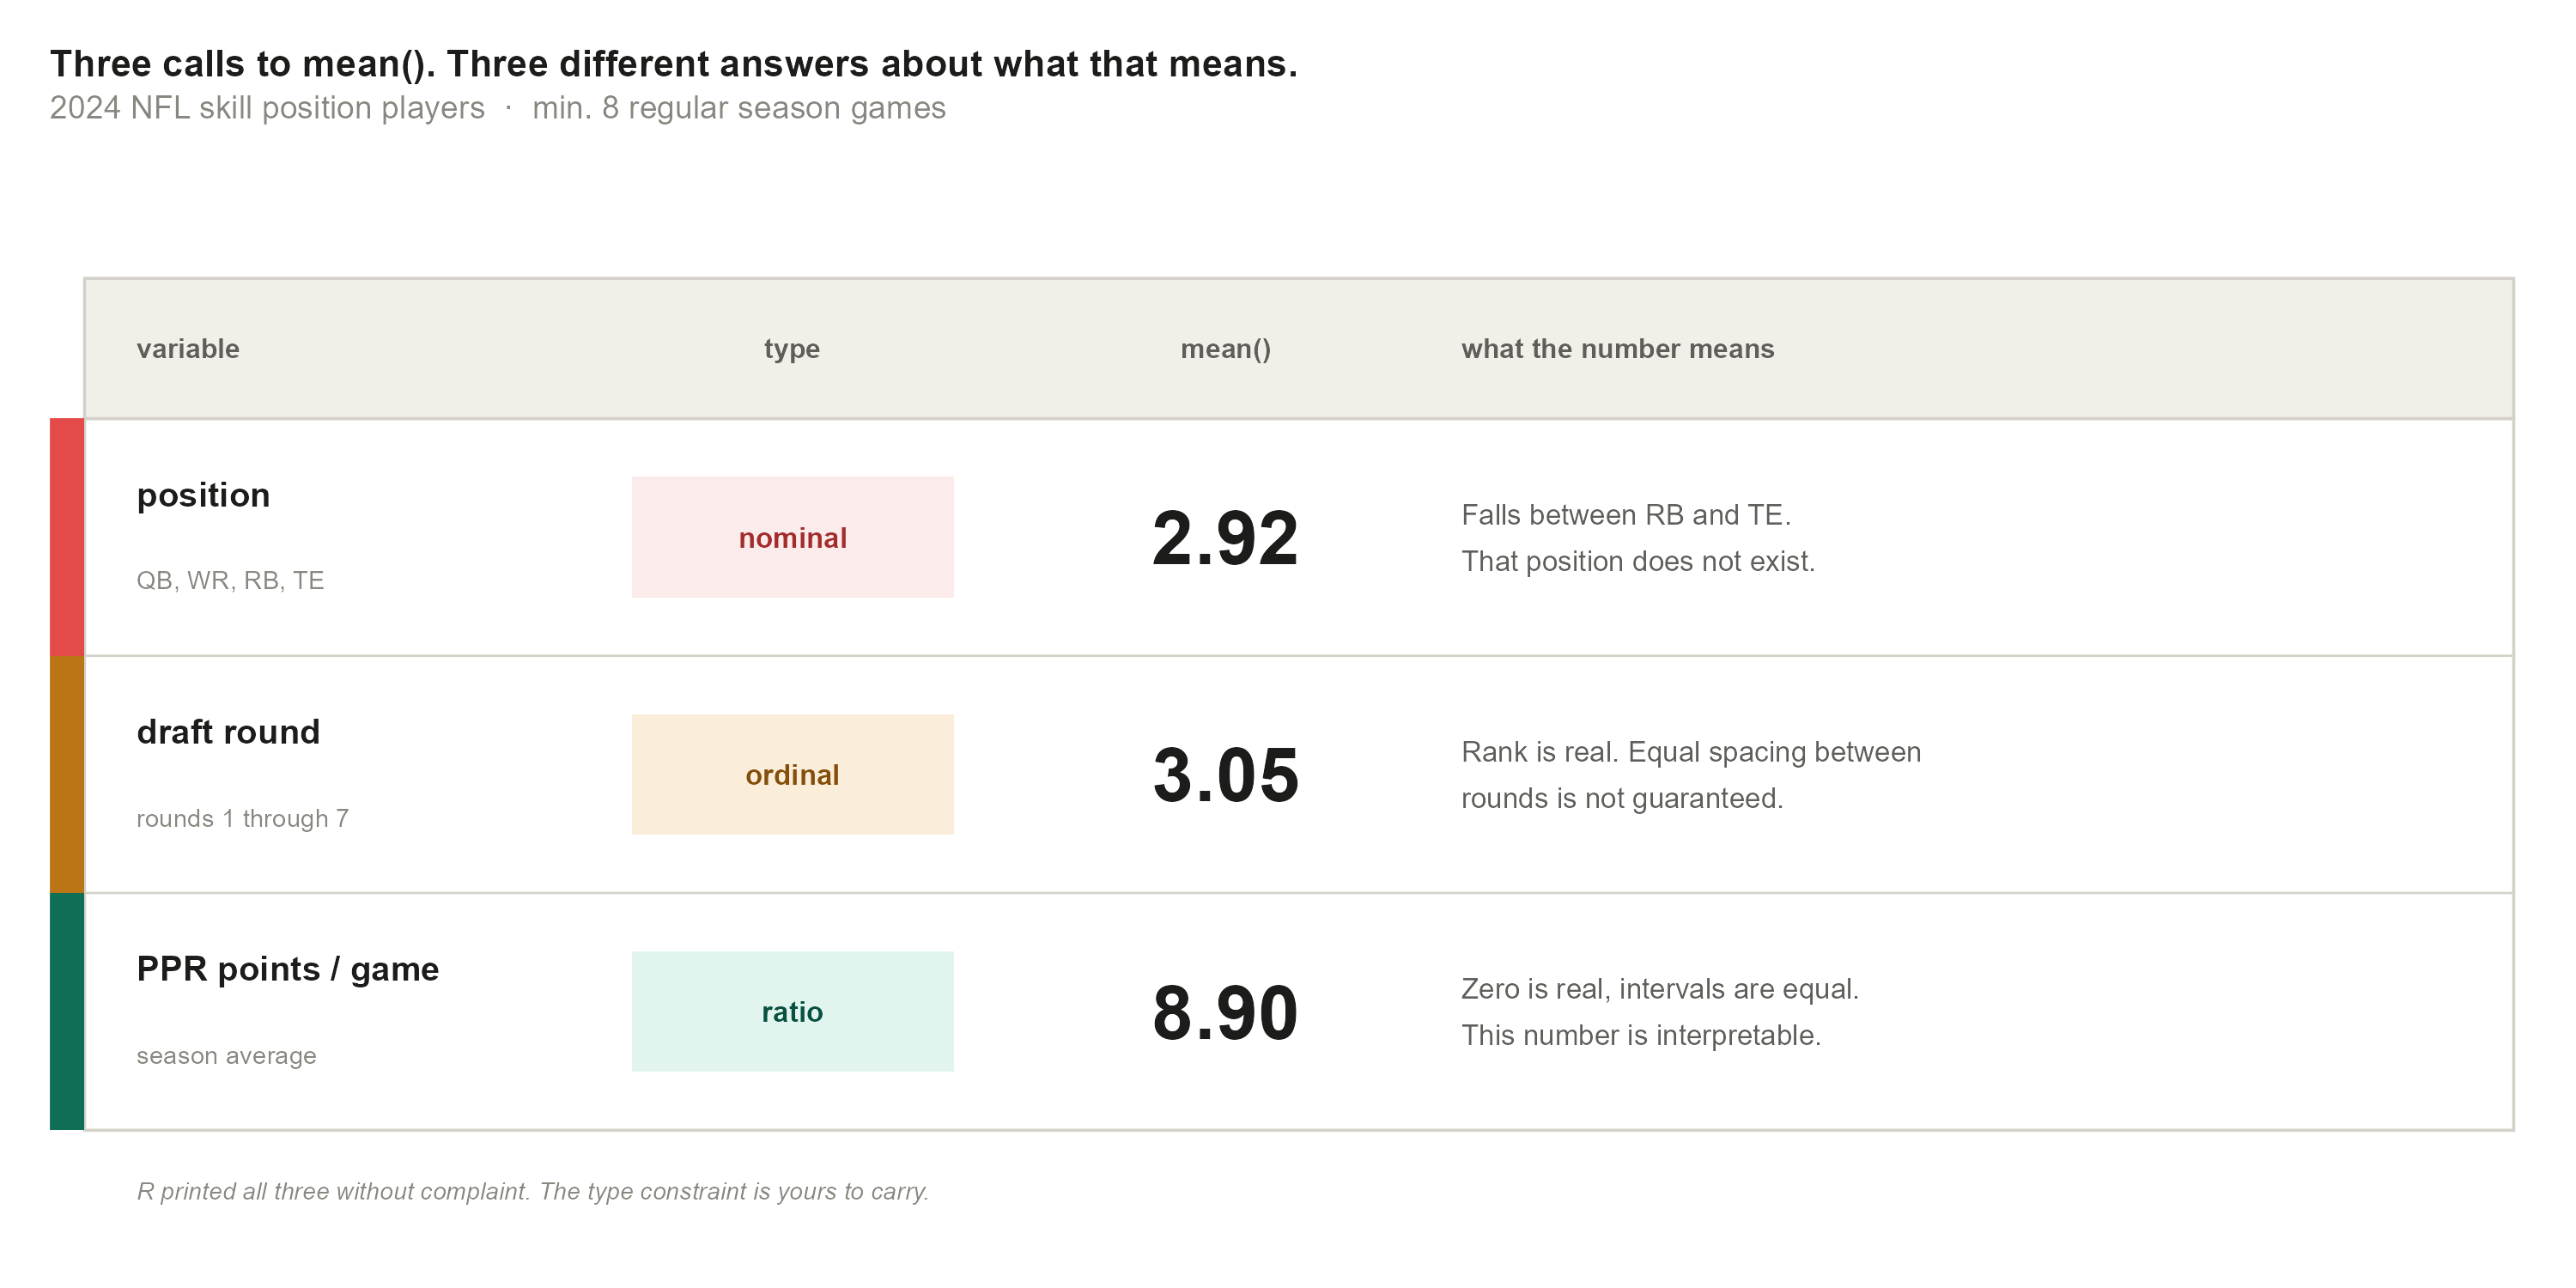 Three calls to mean(). Three different answers about what that means.
2024 NFL skill position players · min. 8 regular season games
variable type mean() what the number means
position
QB, WR, RB, TE
nominal
2.92
Falls between RB and TE.
That position does not exist.
draft round
rounds 1 through 7
ordinal
3.05
Rank is real. Equal spacing between
rounds is not guaranteed.
PPR points / game
season average
ratio
8.90
Zero is real, intervals are equal.
This number is interpretable.
R printed all three without complaint. The type constraint is yours to carry.